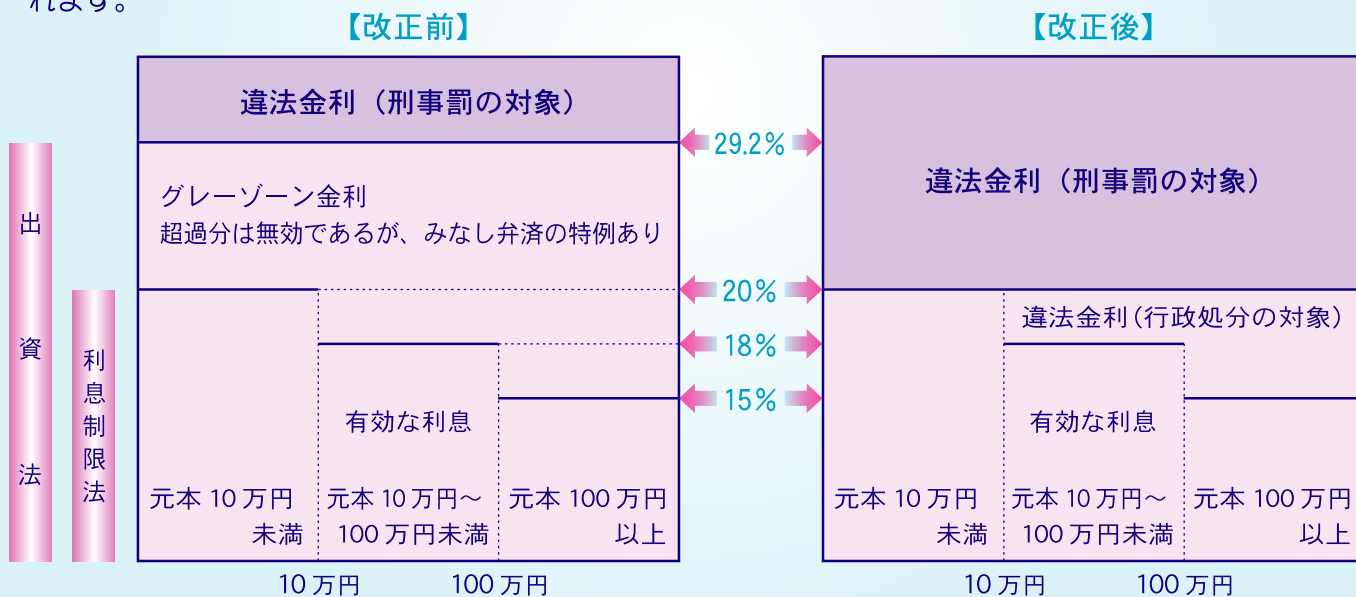 れます。
【改正前】
違法金利（刑事罰の対象）
グレーゾーン金利
超過分は無効であるが、みなし弁済の特例あり
有効な利息
元本 10 万円
未満
元本 10 万円〜
100 万円未満
元本 100 万円
以上
10 万円
100 万円
出資法
利息制限法
29.2%
20%
18%
15%
【改正後】
違法金利（刑事罰の対象）
違法金利（行政処分の対象）
有効な利息
元本 10 万円
未満
元本 10 万円〜
100 万円未満
元本 100 万円
以上
10 万円
100 万円